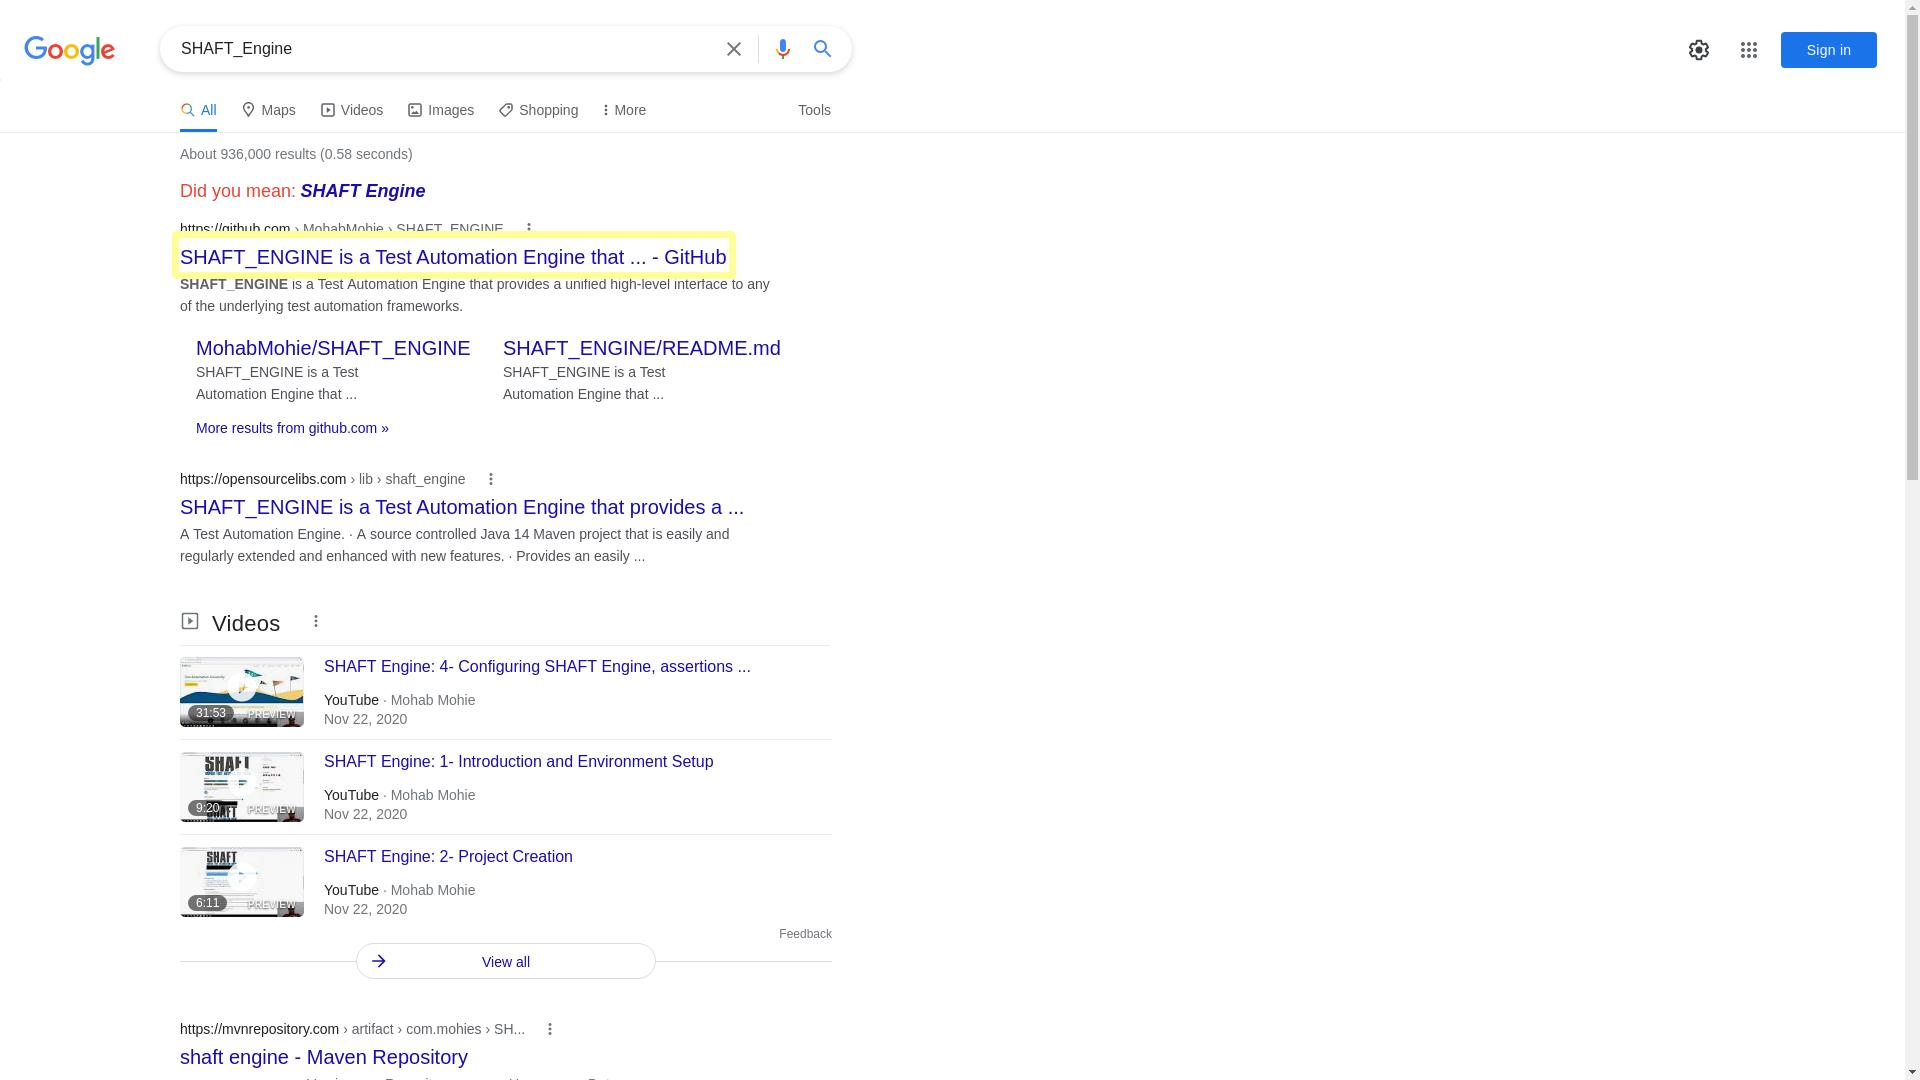 Google
SHAFT_Engine
Sign in
All
Maps
Videos
Images
Shopping
More
Tools
About 936,000 results (0.58 seconds)
Did you mean: SHAFT Engine
https://github.com › MohabMohie › SHAFT_ENGINE
SHAFT_ENGINE is a Test Automation Engine that ... - GitHub
SHAFT_ENGINE is a Test Automation Engine that provides a unified high-level interface to any
of the underlying test automation frameworks.
MohabMohie/SHAFT_ENGINE
SHAFT_ENGINE is a Test
Automation Engine that ...
SHAFT_ENGINE/README.md
SHAFT_ENGINE is a Test
Automation Engine that ...
More results from github.com »
https://opensourcelibs.com › lib › shaft_engine
SHAFT_ENGINE is a Test Automation Engine that provides a ...
A Test Automation Engine. · A source controlled Java 14 Maven project that is easily and
regularly extended and enhanced with new features. · Provides an easily ...
Videos
31:53
PREVIEW
SHAFT Engine: 4- Configuring SHAFT Engine, assertions ...
YouTube · Mohab Mohie
Nov 22, 2020
SHAFT
9:20
PREVIEW
SHAFT Engine: 1- Introduction and Environment Setup
YouTube · Mohab Mohie
Nov 22, 2020
SHAFT
6:11
PREVIEW
SHAFT Engine: 2- Project Creation
YouTube · Mohab Mohie
Nov 22, 2020
Feedback
View all
https://mvnrepository.com › artifact › com.mohies › SH...
shaft engine - Maven Repository